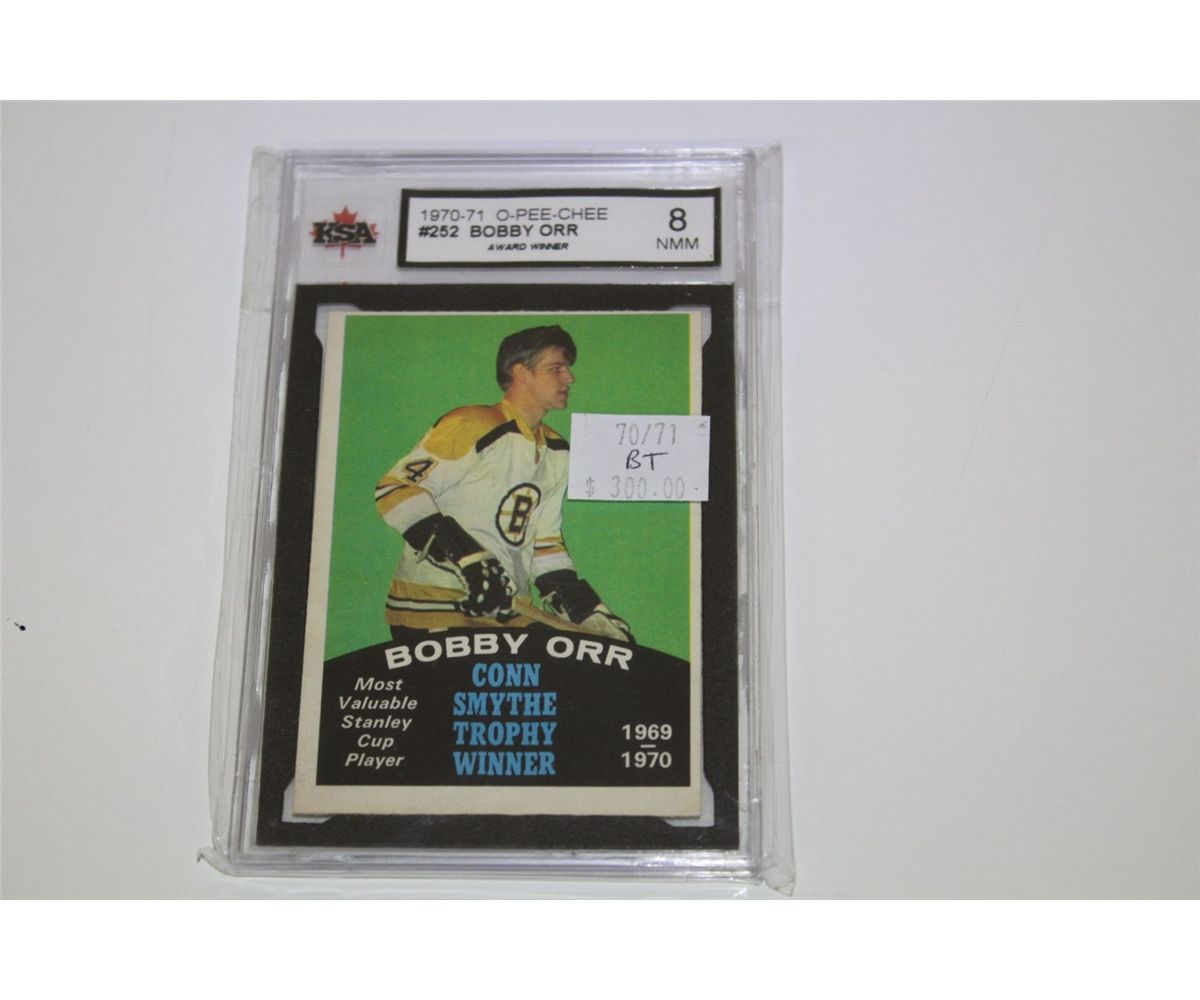 KSA
1970-71 O-PEE-CHEE
#252 BOBBY ORR
AWARD WINNER
8
NMM
4
B
70/71
BT
$ 300.00
BOBBY ORR
Most
Valuable
Stanley
Cup
Player
CONN
SMYTHE
TROPHY
WINNER
1969
1970